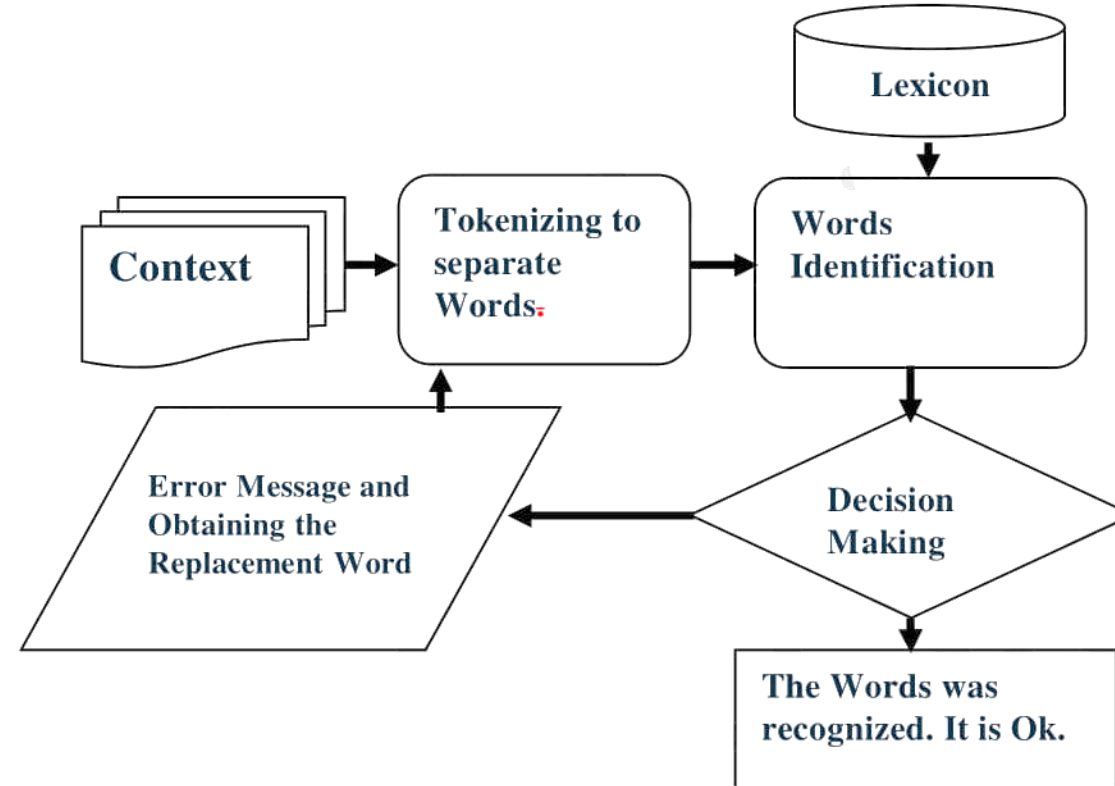 Lexicon
Context
Tokenizing to
separate
Words.
Words
Identification
Decision
Making
Error Message and
Obtaining the
Replacement Word
The Words was
recognized. It is Ok.